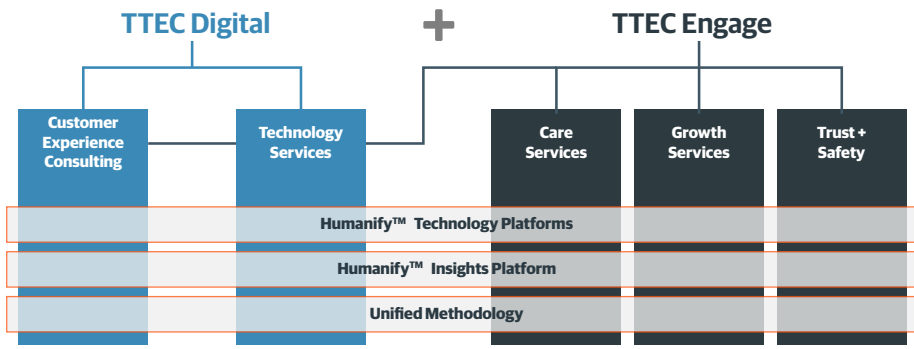 TTEC Digital
+
TTEC Engage
Customer
Experience
Consulting
Technology
Services
Care
Services
Growth
Services
Trust +
Safety
Humanify™ Technology Platforms
Humanify™ Insights Platform
Unified Methodology